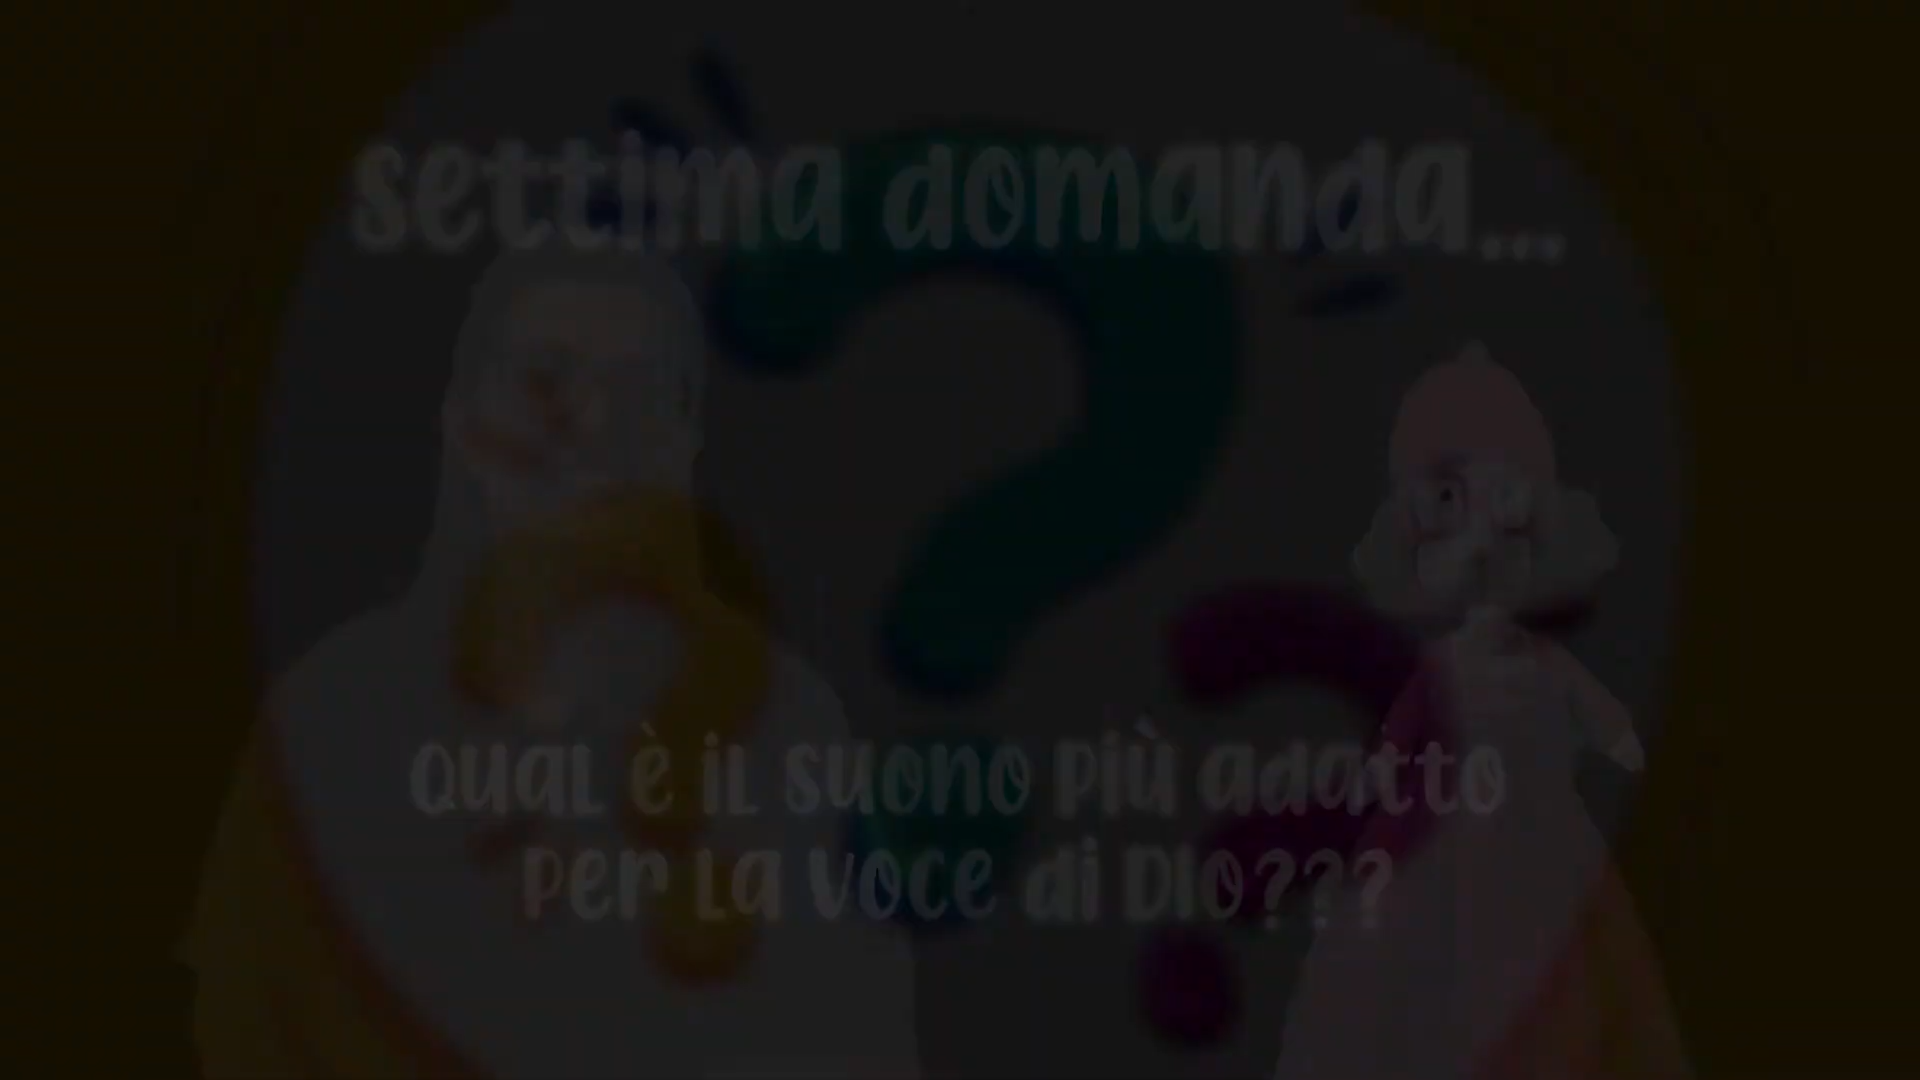 settima domanda...
QUAL è iL suono più adatto
per La voce di DIO???